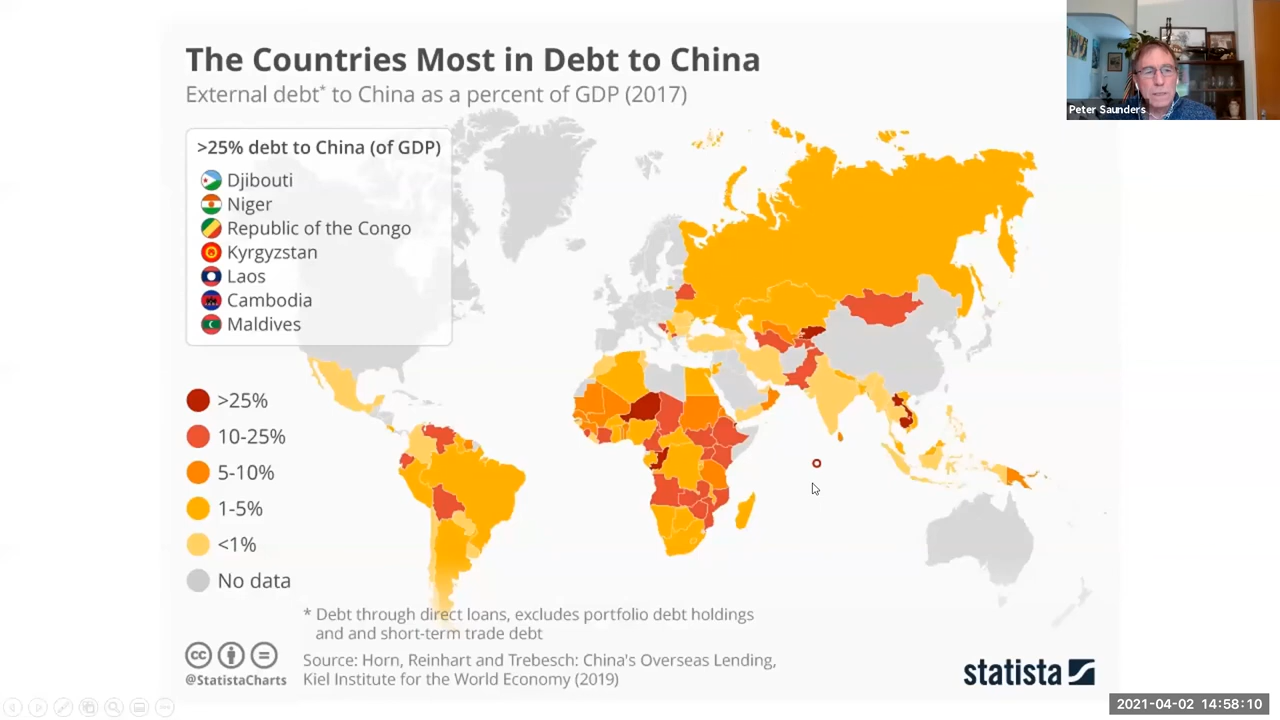 The Countries Most in Debt to China
External debt* to China as a percent of GDP (2017)
>25% debt to China (of GDP)
Djibouti
Niger
Republic of the Congo
Kyrgyzstan
Laos
Cambodia
Maldives
>25%
10-25%
5-10%
1-5%
<1%
No data
* Debt through direct loans, excludes portfolio debt holdings
and and short-term trade debt
cc
@StatistaCharts
Source: Horn, Reinhart and Trebesch: China's Overseas Lending,
Kiel Institute for the World Economy (2019)
statista
Peter Saunders
2021-04-02 14:58:10